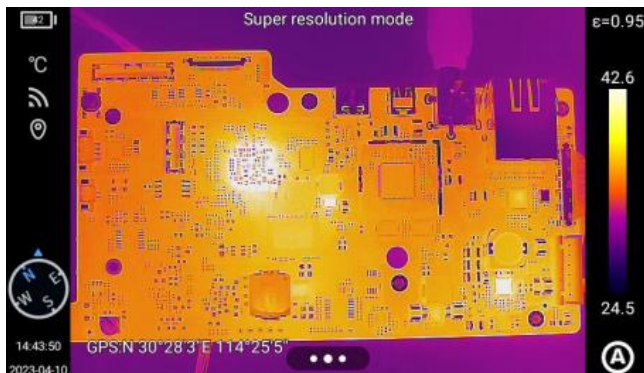 82
Super resolution mode
ε=0.95
°C
42.6
N
E
W
S
24.5
14:43:50
GPS:N 30°28'3"E 114°25'5"
2023-04-10
A